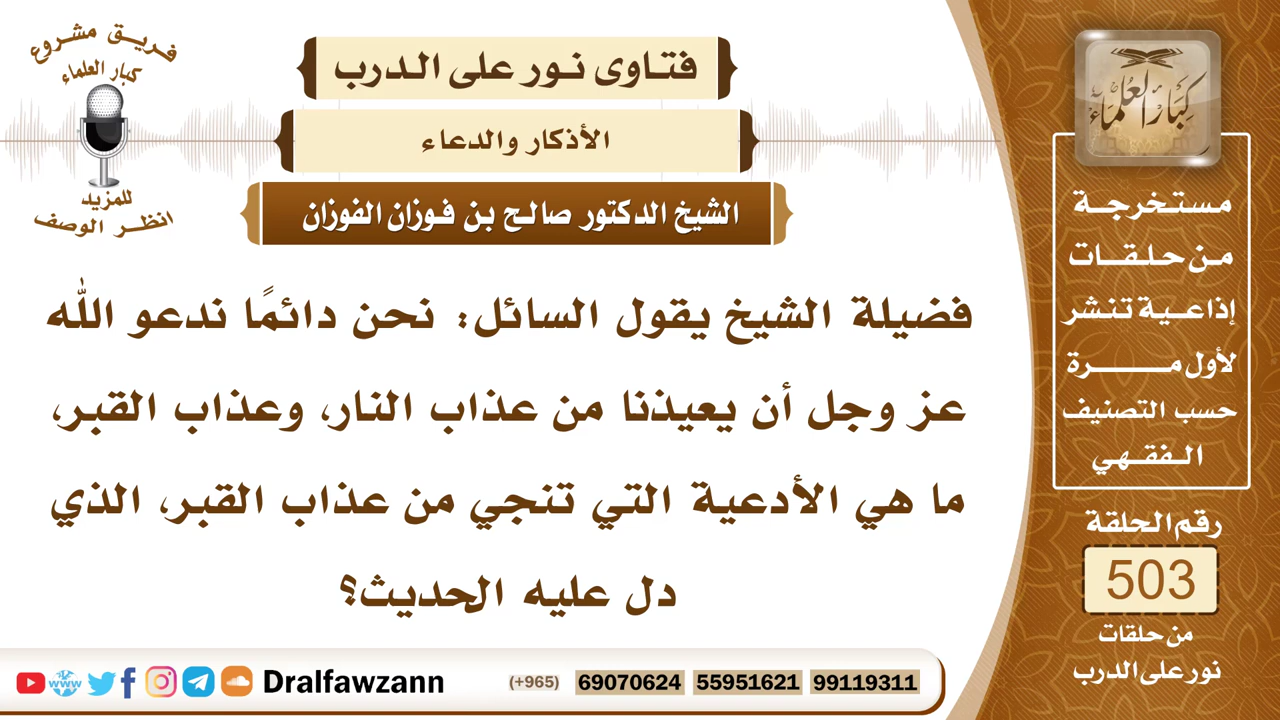 فريق مشروع
كبار العلماء
للمزيد
انظر الوصف
فتاوى نور على الدرب
الأذكار والدعاء
الشيخ الدكتور صالح بن فوزان الفوزان
فضيلة الشيخ يقول السائل: نحن دائمًا ندعو الله
عز وجل أن يعيذنا من عذاب النار، وعذاب القبر،
ما هي الأدعية التي تنجي من عذاب القبر، الذي
دل عليه الحديث؟
كبار العلماء
مستخرجة
من حلقات
إذاعية تنشر
لأول مرة
حسب التصنيف
الفقهي
رقم الحلقة
503
من حلقات
نور على الدرب
www Dralfawzann (+965) 69070624 55951621 99119311